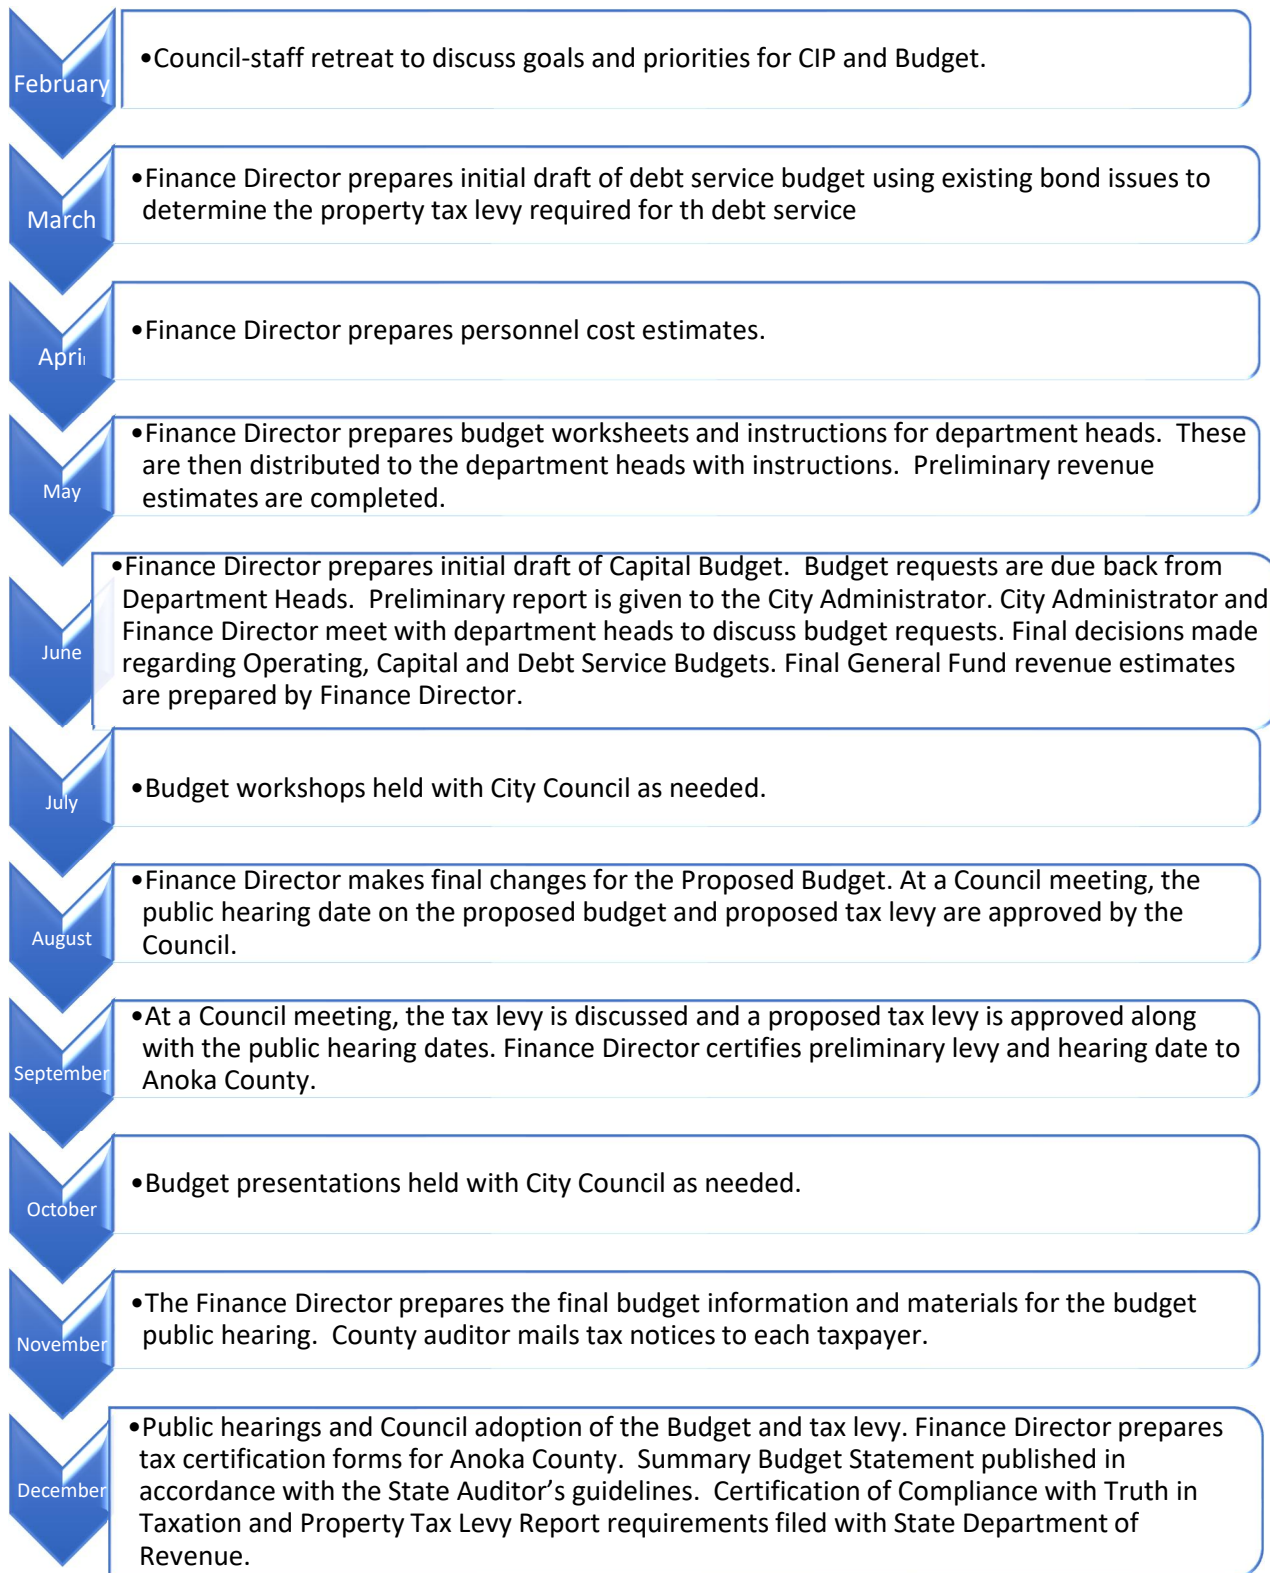 February
•Council-staff retreat to discuss goals and priorities for CIP and Budget.
March
•Finance Director prepares initial draft of debt service budget using existing bond issues to
determine the property tax levy required for th debt service
April
•Finance Director prepares personnel cost estimates.
May
•Finance Director prepares budget worksheets and instructions for department heads.  These
are then distributed to the department heads with instructions.  Preliminary revenue
estimates are completed.
June
•Finance Director prepares initial draft of Capital Budget.  Budget requests are due back from
Department Heads.  Preliminary report is given to the City Administrator. City Administrator and
Finance Director meet with department heads to discuss budget requests. Final decisions made
regarding Operating, Capital and Debt Service Budgets. Final General Fund revenue estimates
are prepared by Finance Director.
July
•Budget workshops held with City Council as needed.
August
•Finance Director makes final changes for the Proposed Budget. At a Council meeting, the
public hearing date on the proposed budget and proposed tax levy are approved by the
Council.
September
•At a Council meeting, the tax levy is discussed and a proposed tax levy is approved along
with the public hearing dates. Finance Director certifies preliminary levy and hearing date to
Anoka County.
October
•Budget presentations held with City Council as needed.
November
•The Finance Director prepares the final budget information and materials for the budget
public hearing.  County auditor mails tax notices to each taxpayer.
December
•Public hearings and Council adoption of the Budget and tax levy. Finance Director prepares
tax certification forms for Anoka County.  Summary Budget Statement published in
accordance with the State Auditor’s guidelines.  Certification of Compliance with Truth in
Taxation and Property Tax Levy Report requirements filed with State Department of
Revenue.